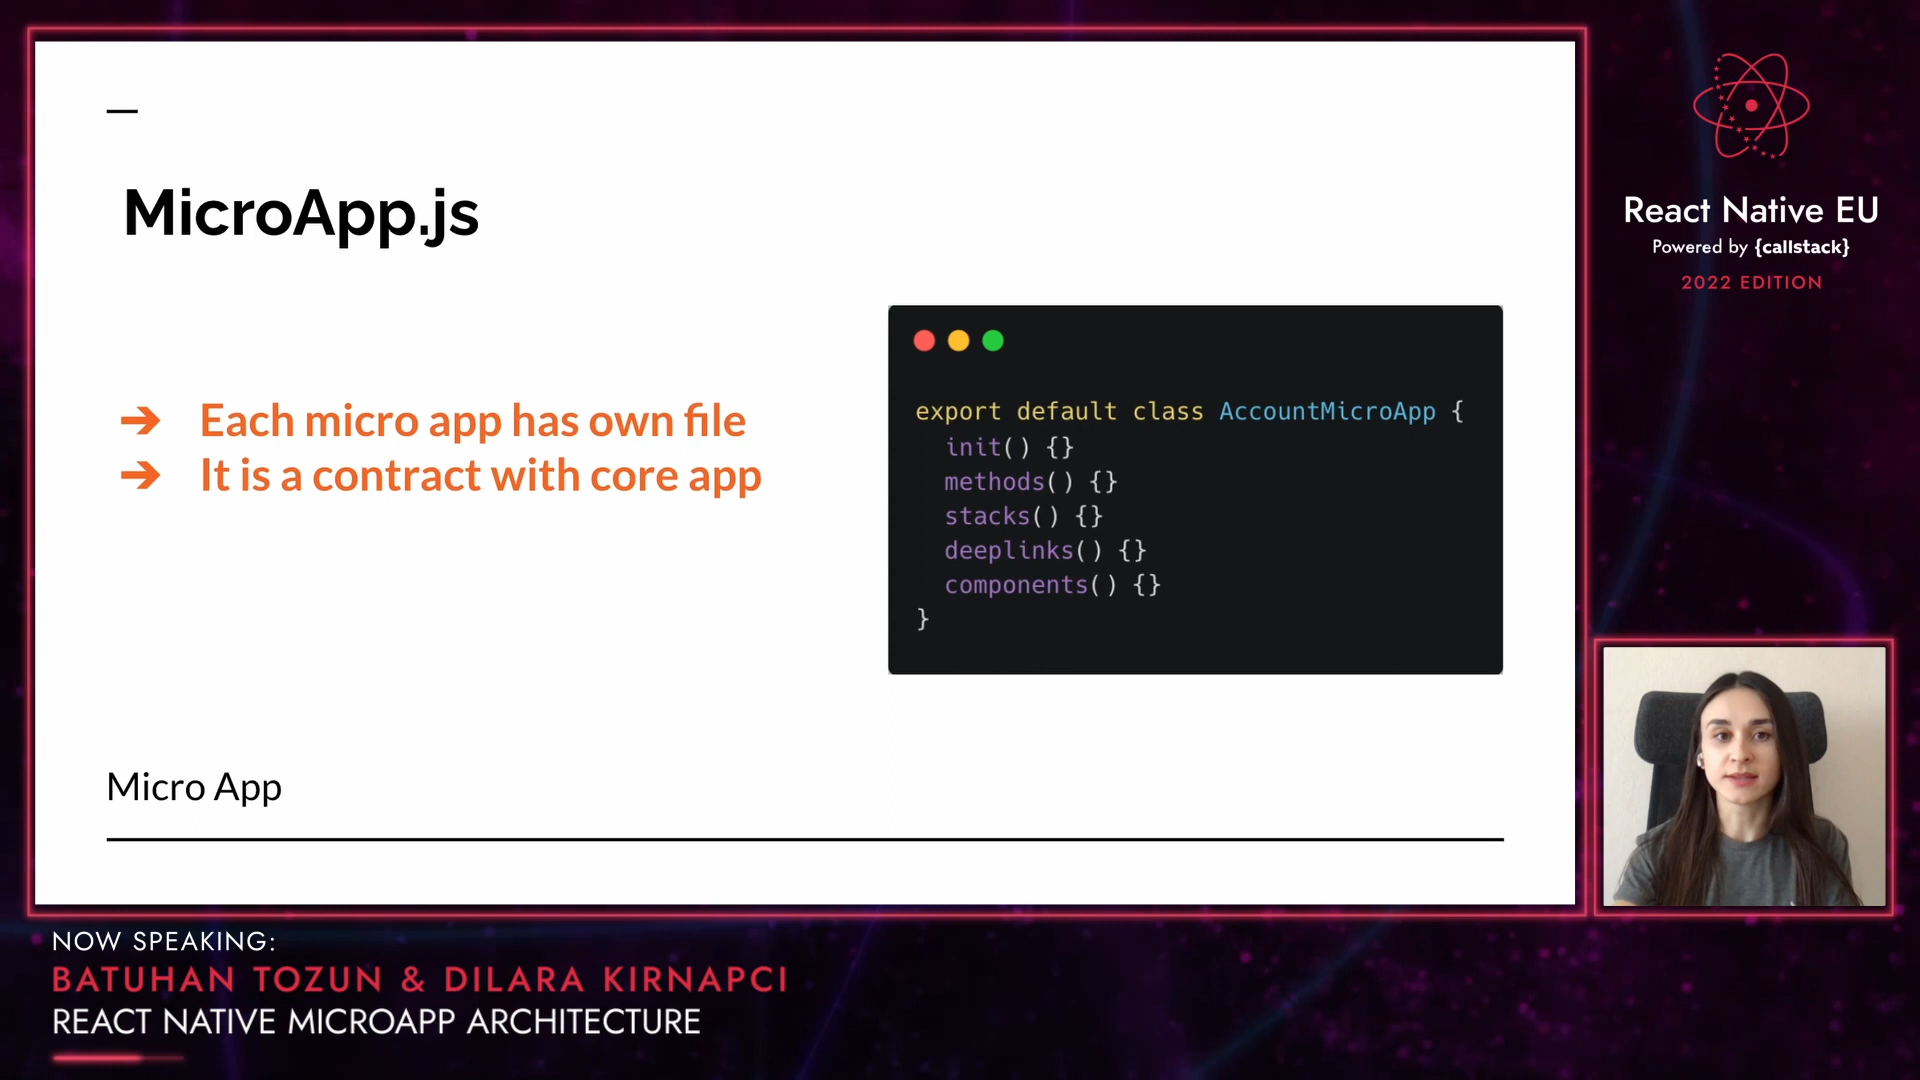 MicroApp.js
➔ Each micro app has own file
➔ It is a contract with core app
export default class AccountMicroApp {
  init() {}
  methods() {}
  stacks() {}
  deeplinks() {}
  components() {}
}
Micro App
React Native EU
Powered by {callstack}
2022 EDITION
NOW SPEAKING:
BATUHAN TOZUN & DILARA KIRNAPCI
REACT NATIVE MICROAPP ARCHITECTURE